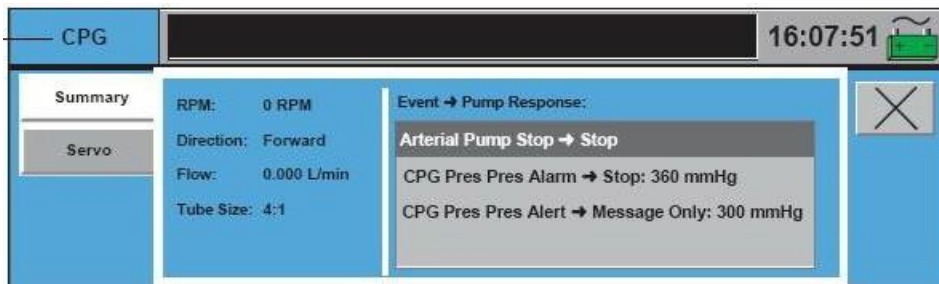 CPG
16:07:51
Summary
Servo
RPM: 0 RPM
Direction: Forward
Flow: 0.000 L/min
Tube Size: 4:1
Event → Pump Response:
Arterial Pump Stop → Stop
CPG Pres Pres Alarm → Stop: 360 mmHg
CPG Pres Pres Alert → Message Only: 300 mmHg